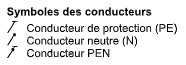 Symboles des conducteurs
Conducteur de protection (PE)
Conducteur neutre (N)
Conducteur PEN